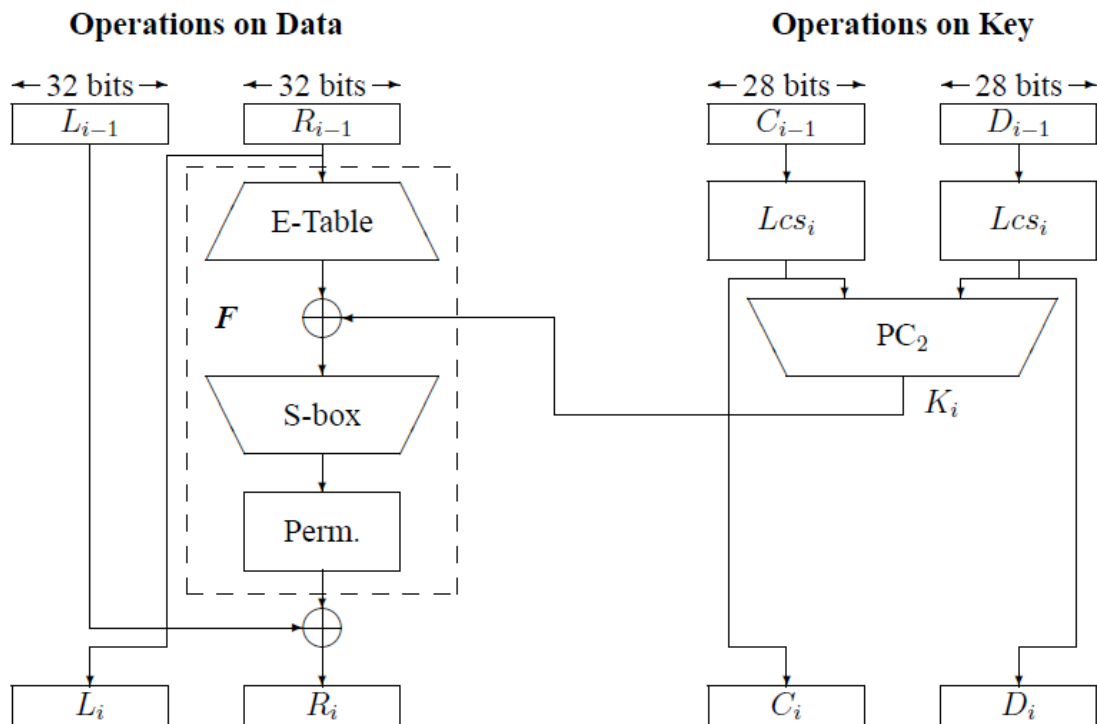 Operations on Data Operations on Key
32 bits 32 bits 28 bits 28 bits
L_{i−1} R_{i−1} C_{i−1} D_{i−1}
E-Table Lcs_i Lcs_i
F PC_2
S-box K_i
Perm.
L_i R_i C_i D_i